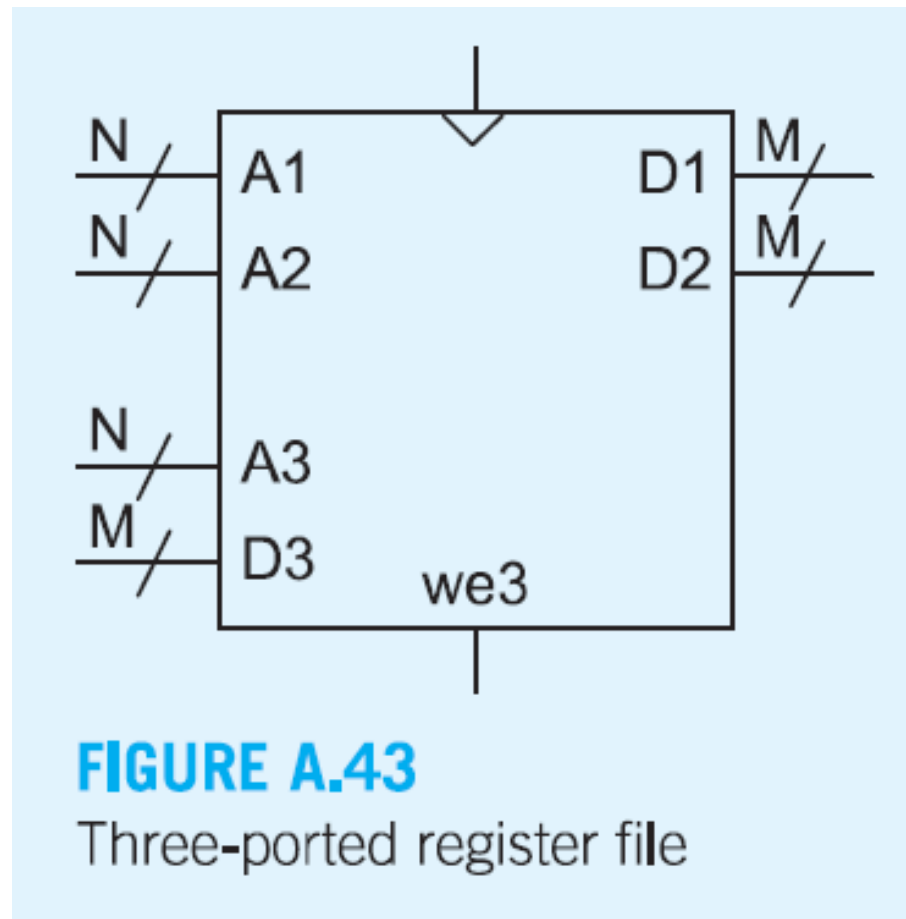 N
A1
D1
M
N
A2
D2
M
N
A3
M
D3
we3
FIGURE A.43
Three-ported register file